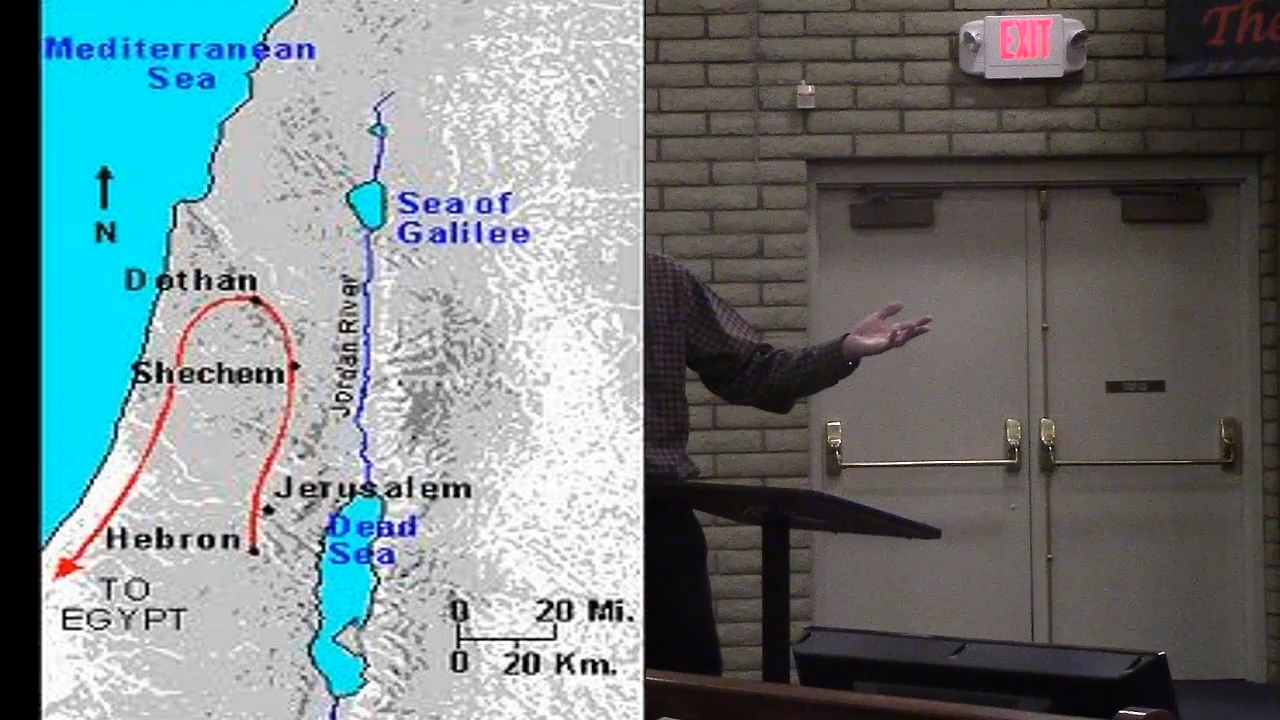 Mediterranean
Sea
N
Sea of
Galilee
Dothan
Jordan River
Shechem
Jerusalem
Hebron
Dead
Sea
TO
EGYPT
0 20 Mi.
0 20 Km.
EXIT
The